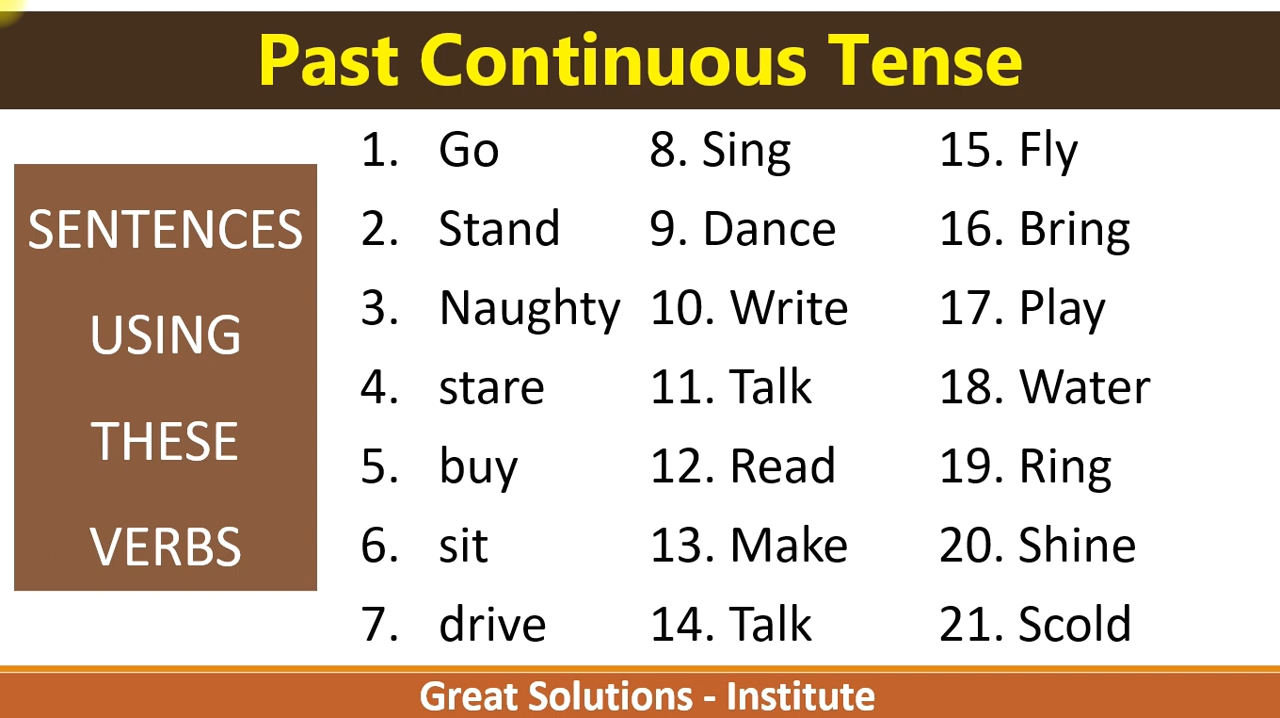 Past Continuous Tense
SENTENCES
USING
THESE
VERBS
1. Go
2. Stand
3. Naughty
4. stare
5. buy
6. sit
7. drive
8. Sing
9. Dance
10. Write
11. Talk
12. Read
13. Make
14. Talk
15. Fly
16. Bring
17. Play
18. Water
19. Ring
20. Shine
21. Scold
Great Solutions - Institute